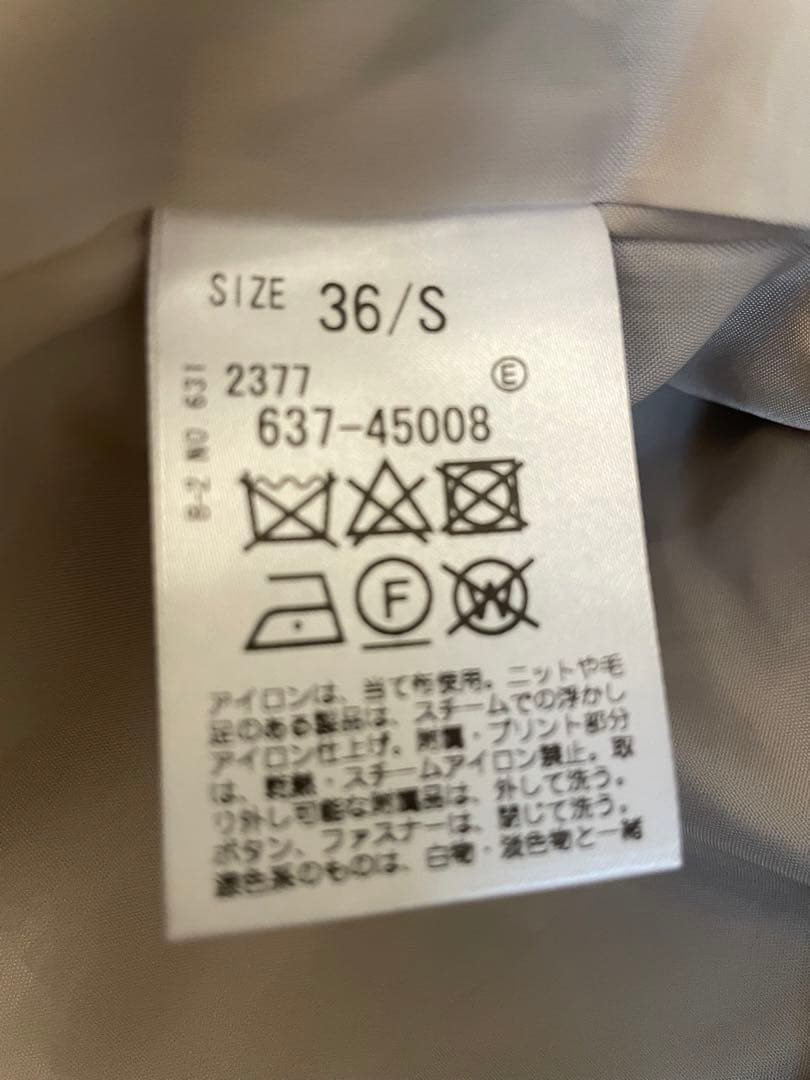 SIZE 36/S
2377 Ⓔ
637-45008
8-2 NO 631
F W
アイロンは、当て布使用。ニットや毛
足のある製品は、スチームでの浮かし
アイロン仕上げ。附属・プリント部分
は、乾熱・スチームアイロン禁止。取
り外し可能な附属品は、外して洗う。
ボタン、ファスナーは、閉じて洗う。
濃色系のものは、白物・淡色物と一緒